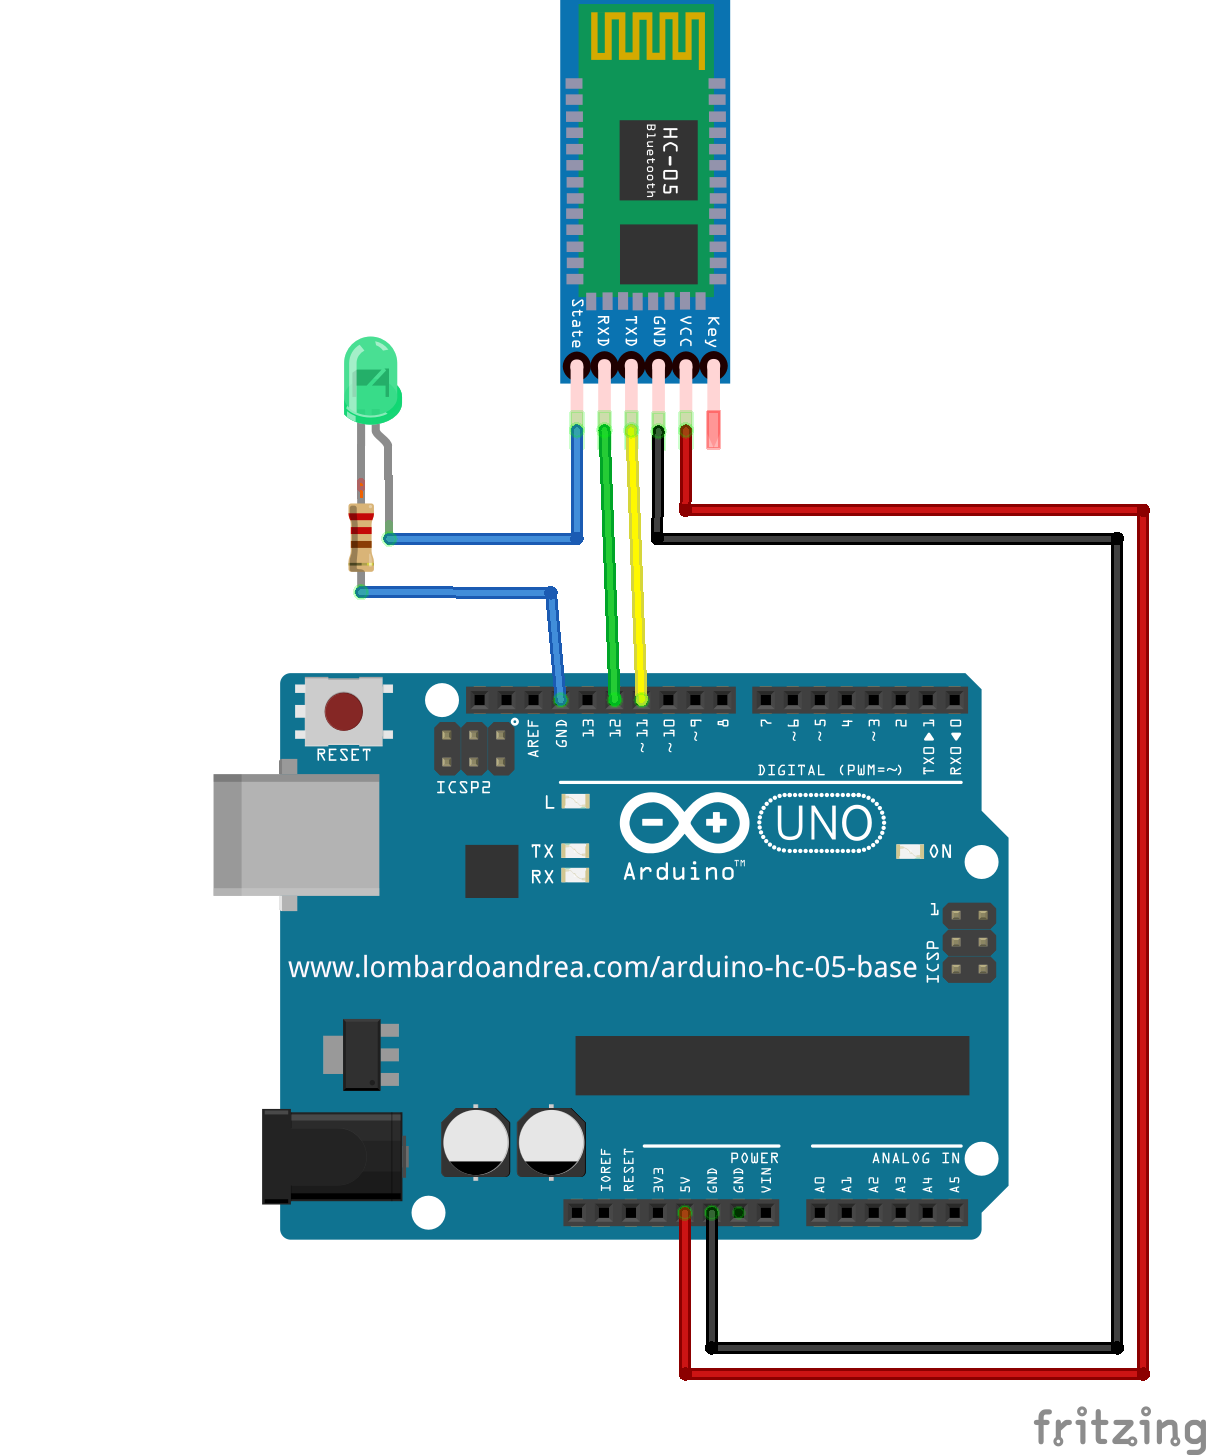 HC-05
Bluetooth
State
RXD
TXD
GND
VCC
Key
RESET
ICSP2
AREF
GND
13
12
~11
~10
~9
8
7
~6
~5
4
~3
2
TX0▶1
RX0◀0
DIGITAL (PWM=~)
L
TX
RX
Arduino™
UNO
ON
1
ICSP
www.lombardoandrea.com/arduino-hc-05-base
POWER
ANALOG IN
IOREF
RESET
3V3
5V
GND
GND
VIN
A0
A1
A2
A3
A4
A5
fritzing